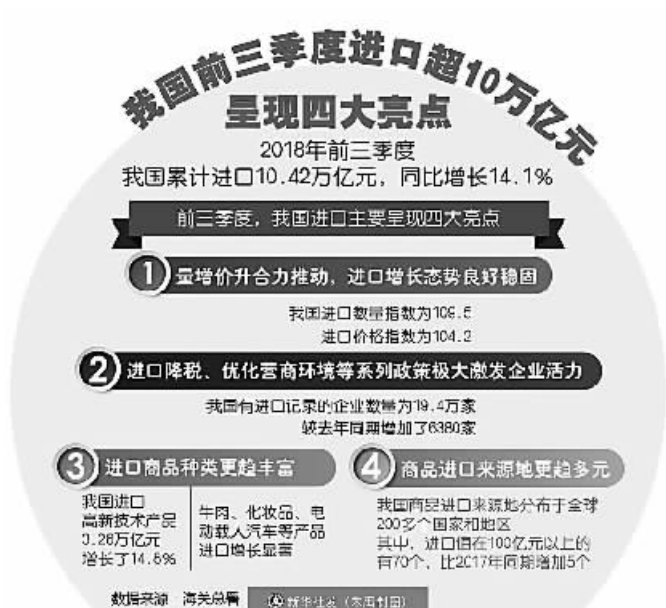 我国前三季度进口超10万亿元
呈现四大亮点
2018年前三季度
我国累计进口10.42万亿元，同比增长14.1%
前三季度，我国进口主要呈现四大亮点
1 量增价升合力推动，进口增长态势良好稳固
我国进口数量指数为109.5
进口价格指数为104.2
2 进口降税、优化营商环境等系列政策极大激发企业活力
我国有进口记录的企业数量为19.4万家
较去年同期增加了6380家
3 进口商品种类更趋丰富
我国进口
高新技术产品
3.28万亿元
增长了14.5%
牛肉、化妆品、电
动载人汽车等产品
进口增长显著
4 商品进口来源地更趋多元
我国商品进口来源地分布于全球
200多个国家和地区
其中，进口值在100亿元以上的
有70个，比2017年同期增加5个
数据来源 海关总署
新华社发